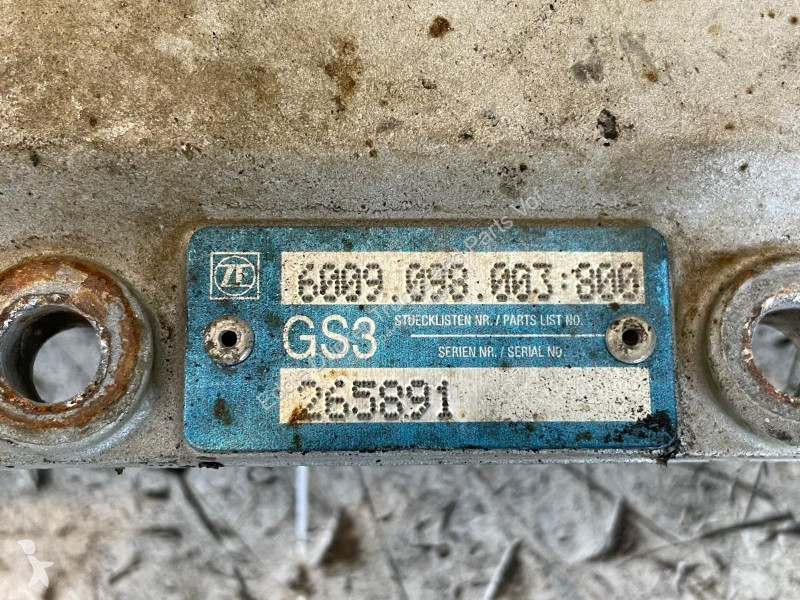 ZF
6009.098.003:800
GS3
STUECKLISTEN NR./PARTS LIST NO.
SERIEN NR./SERIAL NO.
265891